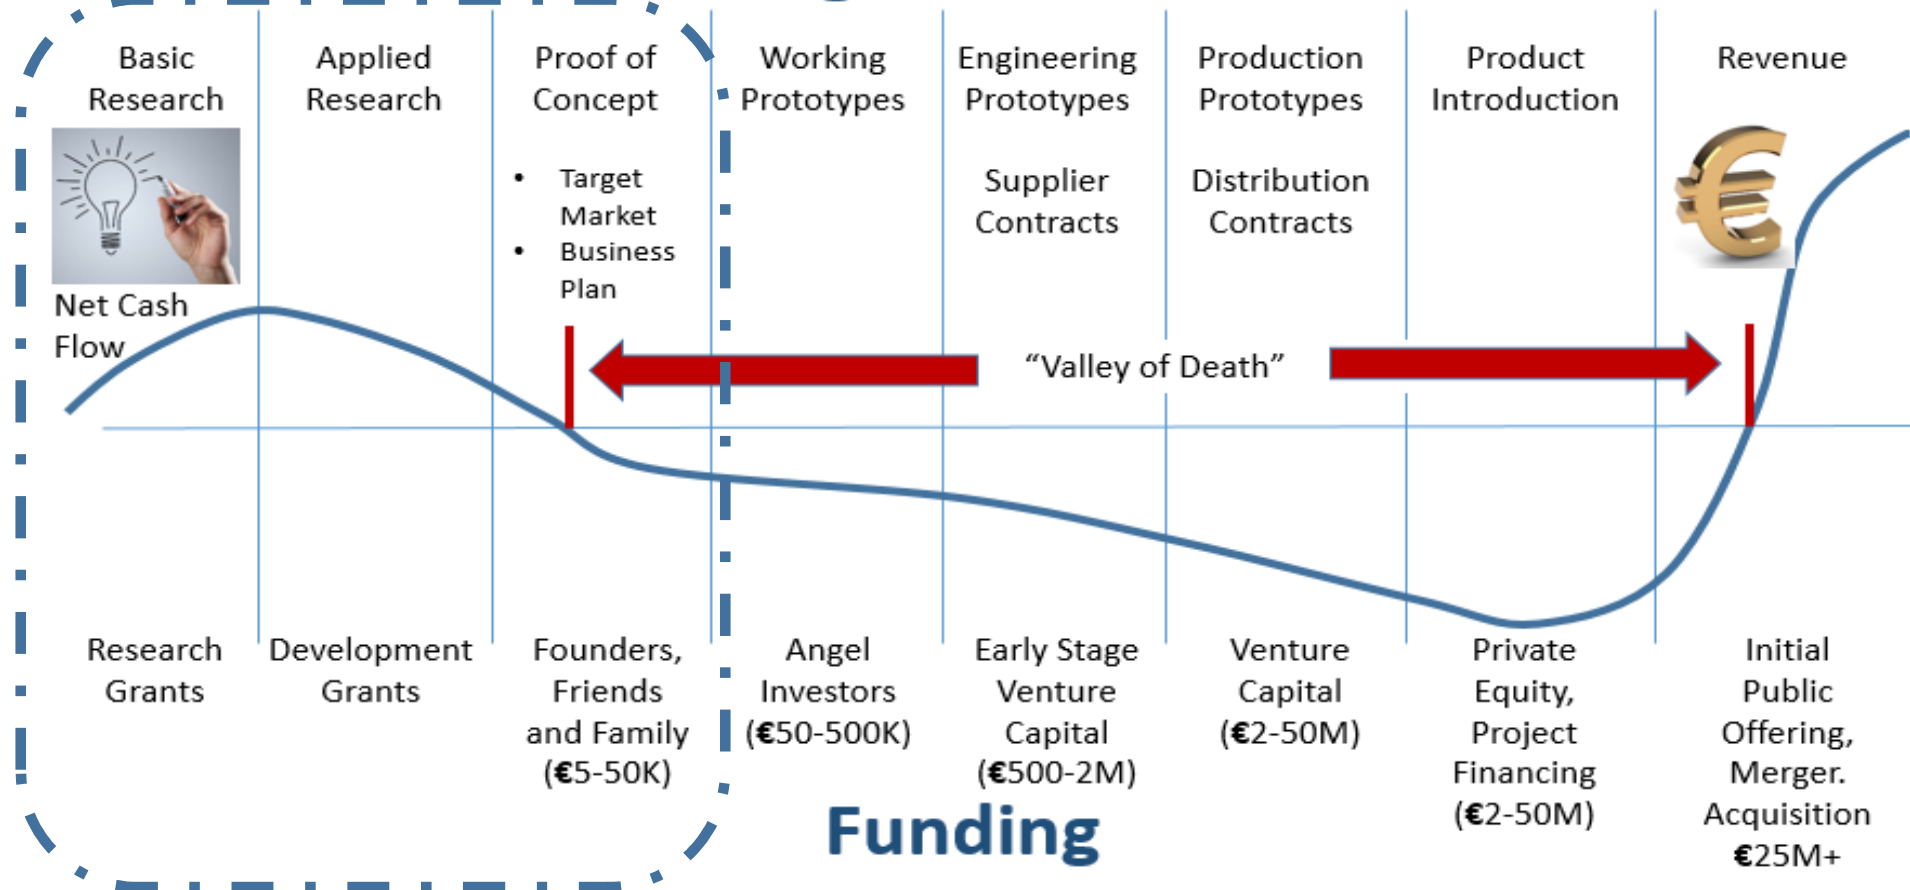 Basic
Research
Applied
Research
Proof of
Concept
Working
Prototypes
Engineering
Prototypes
Production
Prototypes
Product
Introduction
Revenue
• Target
Market
• Business
Plan
Supplier
Contracts
Distribution
Contracts
€
Net Cash
Flow
“Valley of Death”
Research
Grants
Development
Grants
Founders,
Friends
and Family
(€5-50K)
Angel
Investors
(€50-500K)
Early Stage
Venture
Capital
(€500-2M)
Venture
Capital
(€2-50M)
Private
Equity,
Project
Financing
(€2-50M)
Initial
Public
Offering,
Merger.
Acquisition
€25M+
Funding